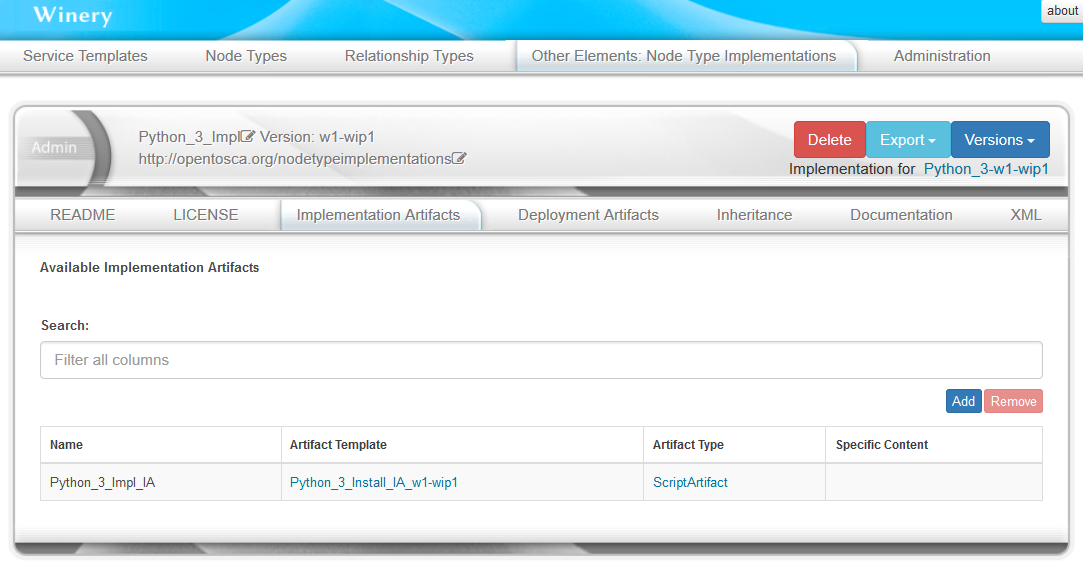 Winery
about
Service Templates Node Types Relationship Types Other Elements: Node Type Implementations Administration
Admin
Python_3_Impl Version: w1-wip1
http://opentosca.org/nodetypeimplementations
Delete Export Versions
Implementation for Python_3-w1-wip1
README LICENSE Implementation Artifacts Deployment Artifacts Inheritance Documentation XML
Available Implementation Artifacts
Search:
Filter all columns
Add Remove
Name Artifact Template Artifact Type Specific Content
Python_3_Impl_IA Python_3_Install_IA_w1-wip1 ScriptArtifact